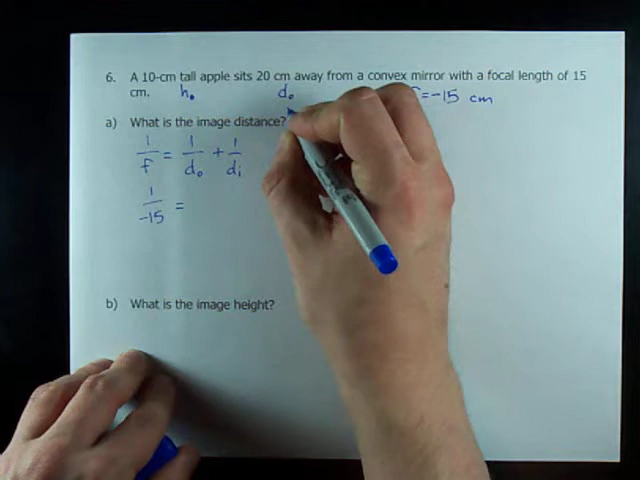 6. A 10-cm tall apple sits 20 cm away from a convex mirror with a focal length of 15
cm. h₀ d₀ =-15 cm
a) What is the image distance?
1/f = 1/d₀ + 1/dᵢ
1/-15 =
b) What is the image height?